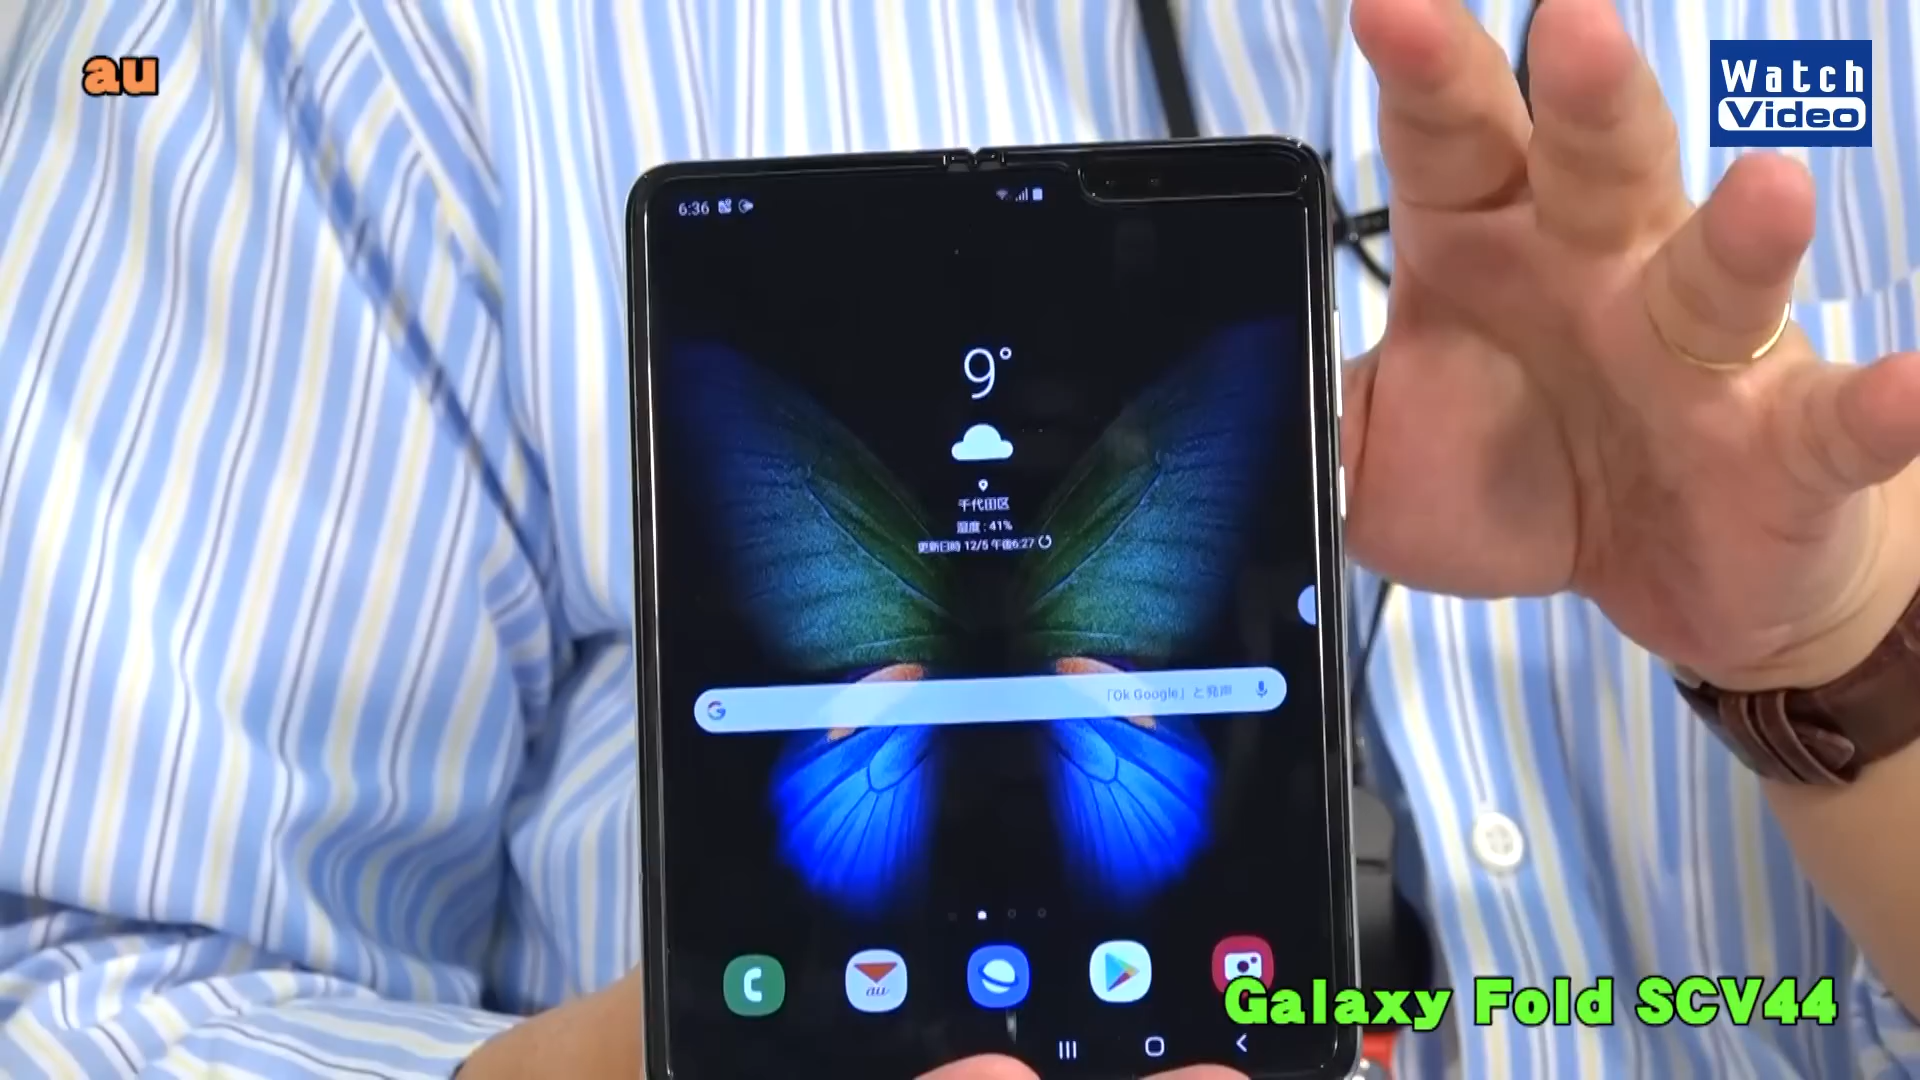 au
Watch
Video
6:36
9°
千代田区
湿度 : 41%
更新日時 12/5 午後6:27
G
「Ok Google」と発声
au
Galaxy Fold SCV44